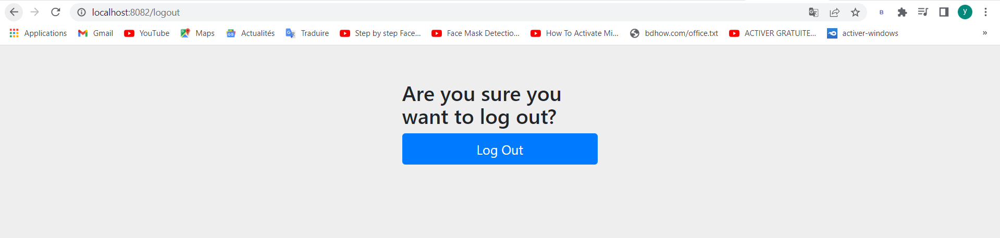 localhost:8082/logout
B
y
Applications Gmail YouTube Maps Actualités Traduire Step by step Face... Face Mask Detectio... How To Activate Mi... bdhow.com/office.txt ACTIVER GRATUITE... activer-windows »
Are you sure you
want to log out?
Log Out